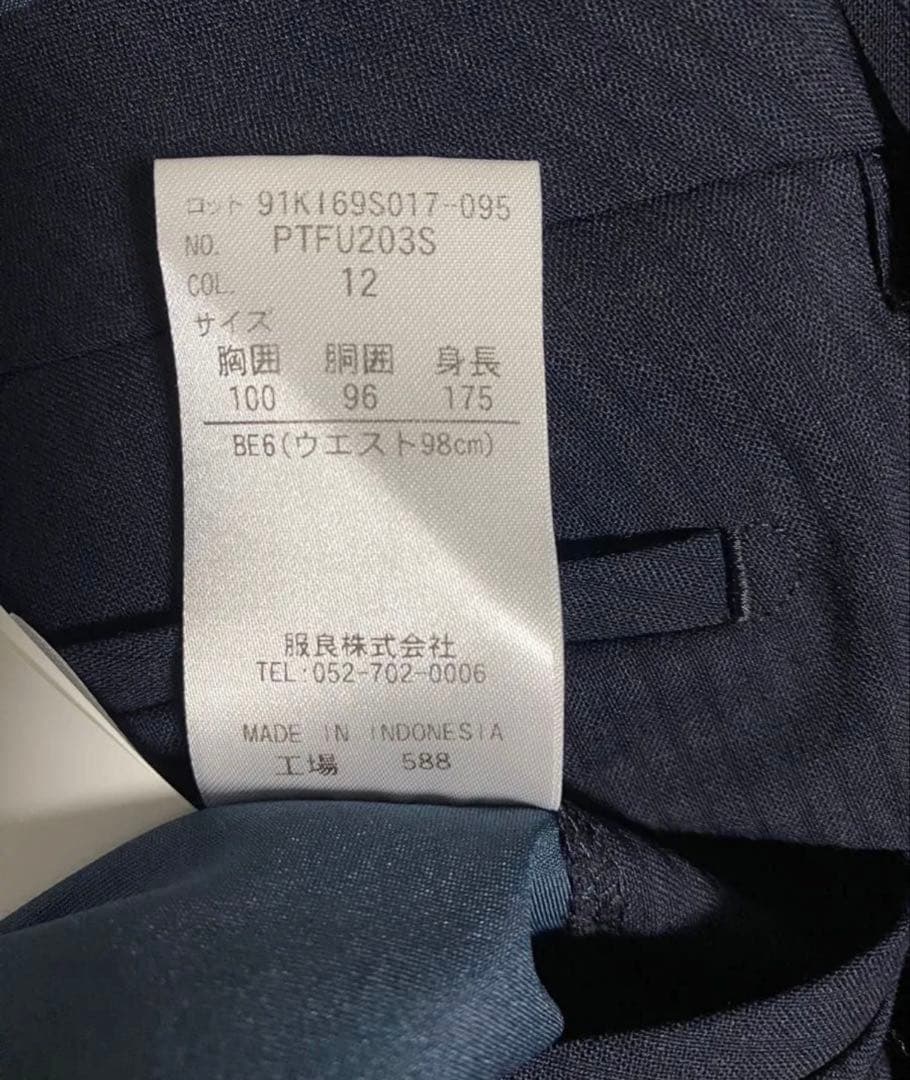 ロット 91KI69S017-095
NO. PTFU203S
COL. 12
サイズ
胸囲 胴囲 身長
100 96 175
BE6(ウエスト98cm)
服良株式会社
TEL:052-702-0006
MADE IN INDONESIA
工場 588